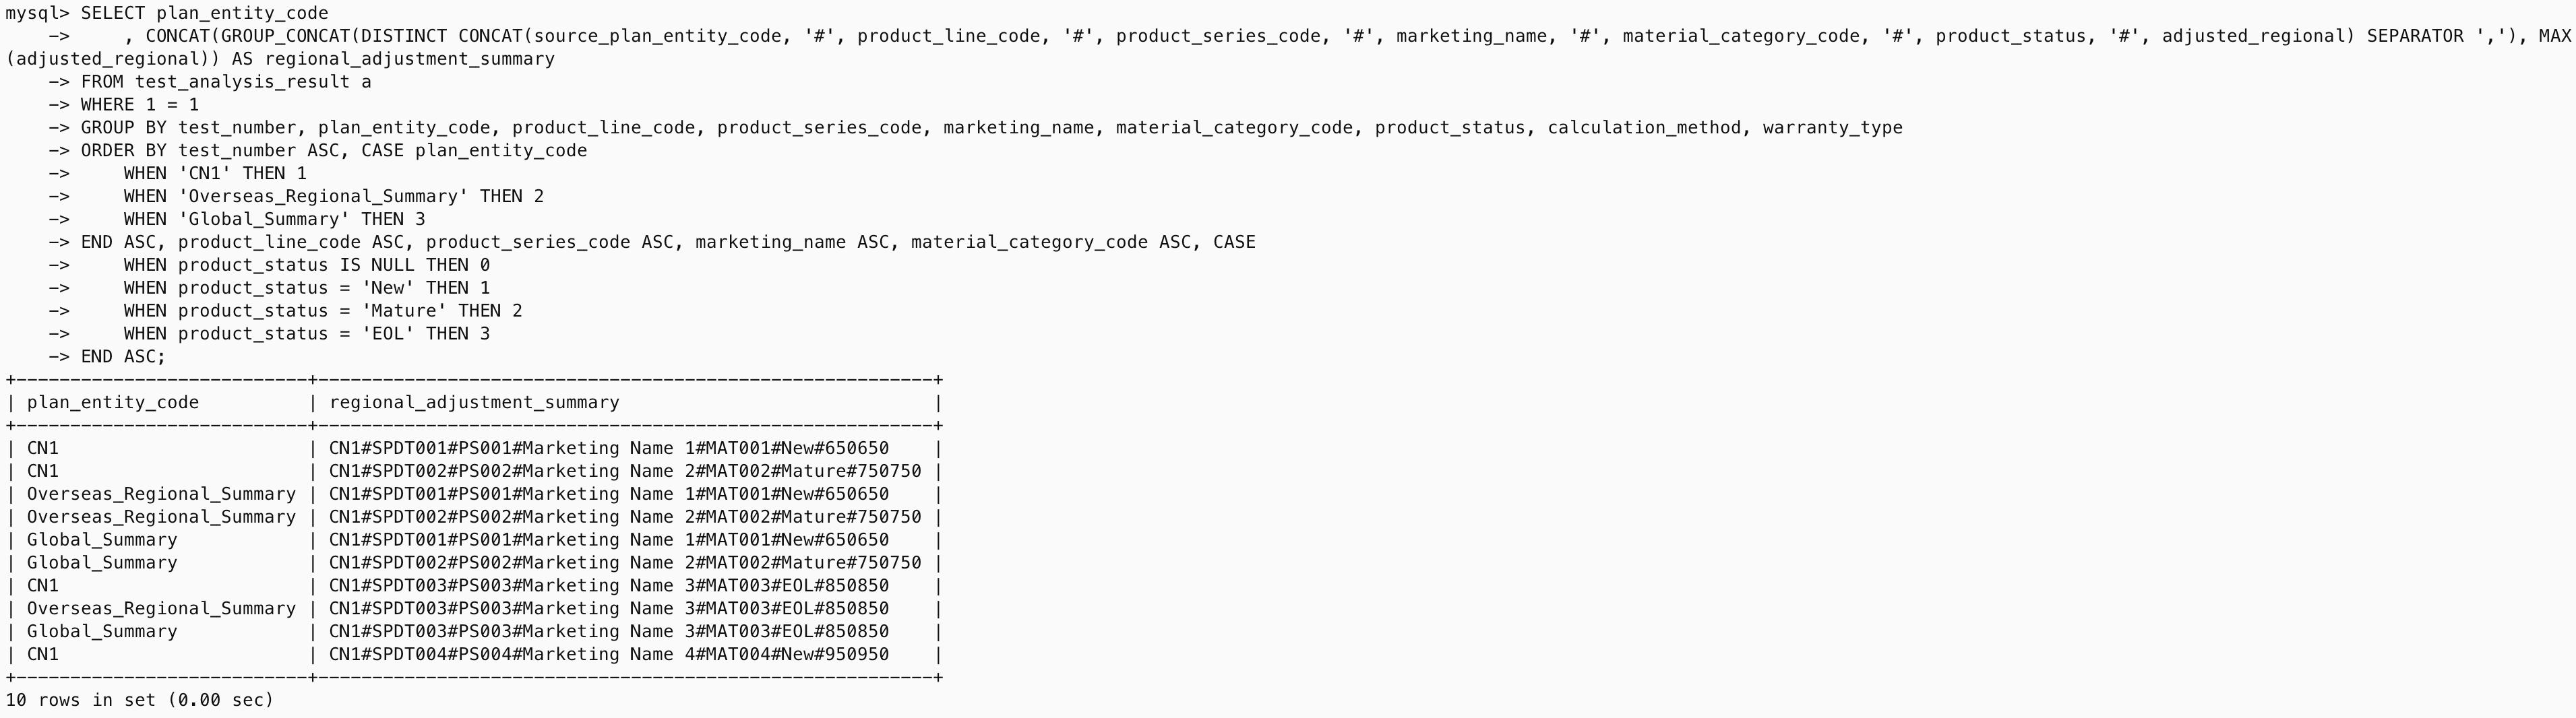 mysql> SELECT plan_entity_code
    ->     , CONCAT(GROUP_CONCAT(DISTINCT CONCAT(source_plan_entity_code, '#', product_line_code, '#', product_series_code, '#', marketing_name, '#', material_category_code, '#', product_status, '#', adjusted_regional) SEPARATOR ','), MAX
(adjusted_regional)) AS regional_adjustment_summary
    -> FROM test_analysis_result a
    -> WHERE 1 = 1
    -> GROUP BY test_number, plan_entity_code, product_line_code, product_series_code, marketing_name, material_category_code, product_status, calculation_method, warranty_type
    -> ORDER BY test_number ASC, CASE plan_entity_code
    ->     WHEN 'CN1' THEN 1
    ->     WHEN 'Overseas_Regional_Summary' THEN 2
    ->     WHEN 'Global_Summary' THEN 3
    -> END ASC, product_line_code ASC, product_series_code ASC, marketing_name ASC, material_category_code ASC, CASE
    ->     WHEN product_status IS NULL THEN 0
    ->     WHEN product_status = 'New' THEN 1
    ->     WHEN product_status = 'Mature' THEN 2
    ->     WHEN product_status = 'EOL' THEN 3
    -> END ASC;
+---------------------------+---------------------------------------------------------+
| plan_entity_code          | regional_adjustment_summary                             |
+---------------------------+---------------------------------------------------------+
| CN1                       | CN1#SPDT001#PS001#Marketing Name 1#MAT001#New#650650    |
| CN1                       | CN1#SPDT002#PS002#Marketing Name 2#MAT002#Mature#750750 |
| Overseas_Regional_Summary | CN1#SPDT001#PS001#Marketing Name 1#MAT001#New#650650    |
| Overseas_Regional_Summary | CN1#SPDT002#PS002#Marketing Name 2#MAT002#Mature#750750 |
| Global_Summary            | CN1#SPDT001#PS001#Marketing Name 1#MAT001#New#650650    |
| Global_Summary            | CN1#SPDT002#PS002#Marketing Name 2#MAT002#Mature#750750 |
| CN1                       | CN1#SPDT003#PS003#Marketing Name 3#MAT003#EOL#850850    |
| Overseas_Regional_Summary | CN1#SPDT003#PS003#Marketing Name 3#MAT003#EOL#850850    |
| Global_Summary            | CN1#SPDT003#PS003#Marketing Name 3#MAT003#EOL#850850    |
| CN1                       | CN1#SPDT004#PS004#Marketing Name 4#MAT004#New#950950    |
+---------------------------+---------------------------------------------------------+
10 rows in set (0.00 sec)